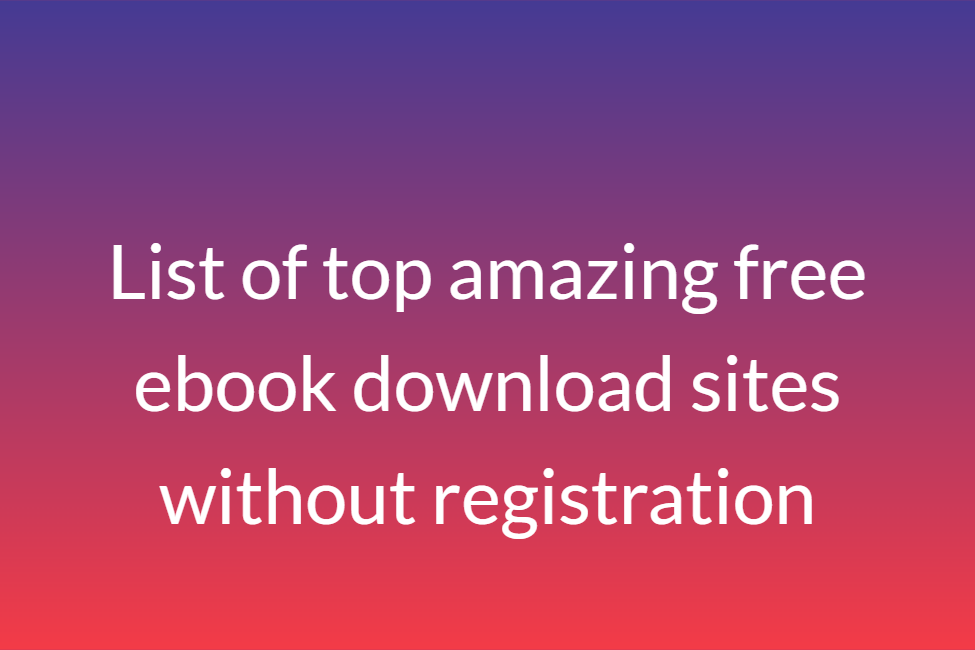 List of top amazing free
ebook download sites
without registration